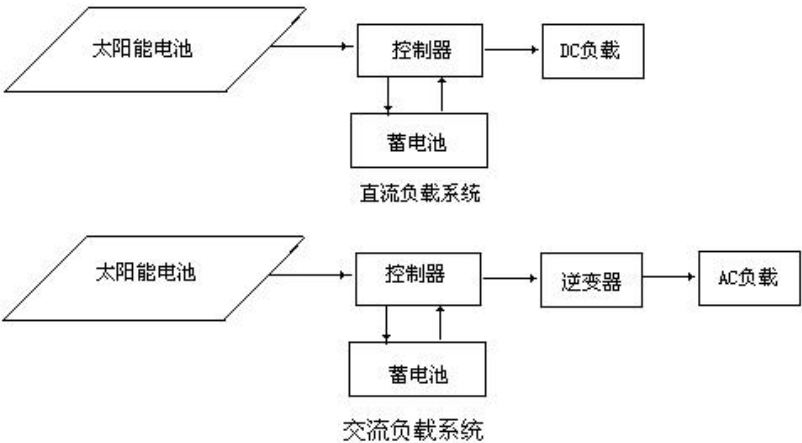 太阳能电池
控制器
DC负载
蓄电池
直流负载系统
太阳能电池
控制器
逆变器
AC负载
蓄电池
交流负载系统